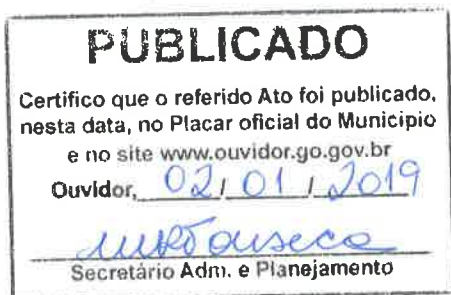 PUBLICADO
Certifico que o referido Ato foi publicado,
nesta data, no Placar oficial do Municipio
e no site www.ouvidor.go.gov.br
Ouvidor, 02/01/2019
Secretário Adm. e Planejamento